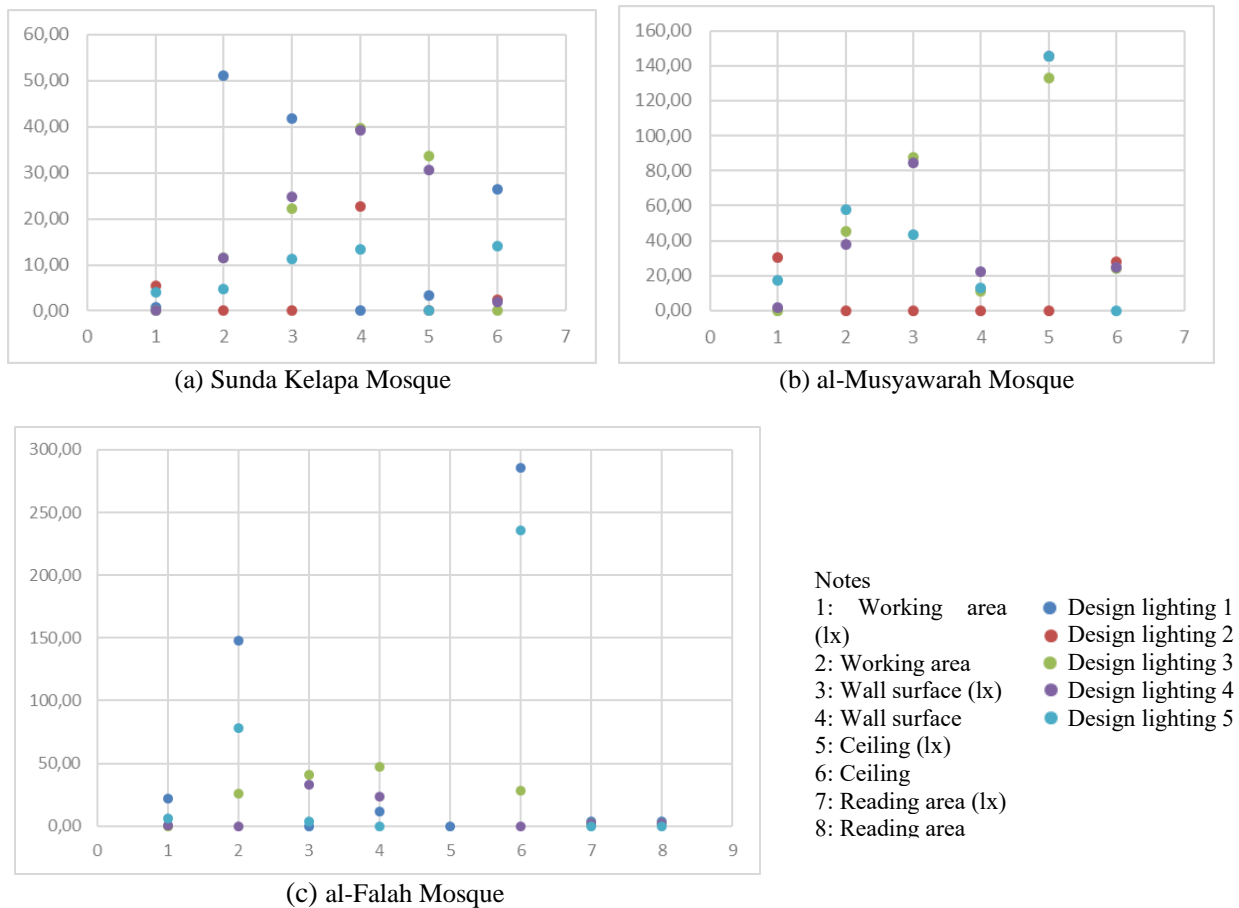 60,00
50,00
40,00
30,00
20,00
10,00
0,00
0 1 2 3 4 5 6 7
(a) Sunda Kelapa Mosque
160,00
140,00
120,00
100,00
80,00
60,00
40,00
20,00
0,00
0 1 2 3 4 5 6 7
(b) al-Musyawarah Mosque
300,00
250,00
200,00
150,00
100,00
50,00
0,00
0 1 2 3 4 5 6 7 8 9
(c) al-Falah Mosque
Notes
1: Working area
(lx)
2: Working area
3: Wall surface (lx)
4: Wall surface
5: Ceiling (lx)
6: Ceiling
7: Reading area (lx)
8: Reading area
Design lighting 1
Design lighting 2
Design lighting 3
Design lighting 4
Design lighting 5